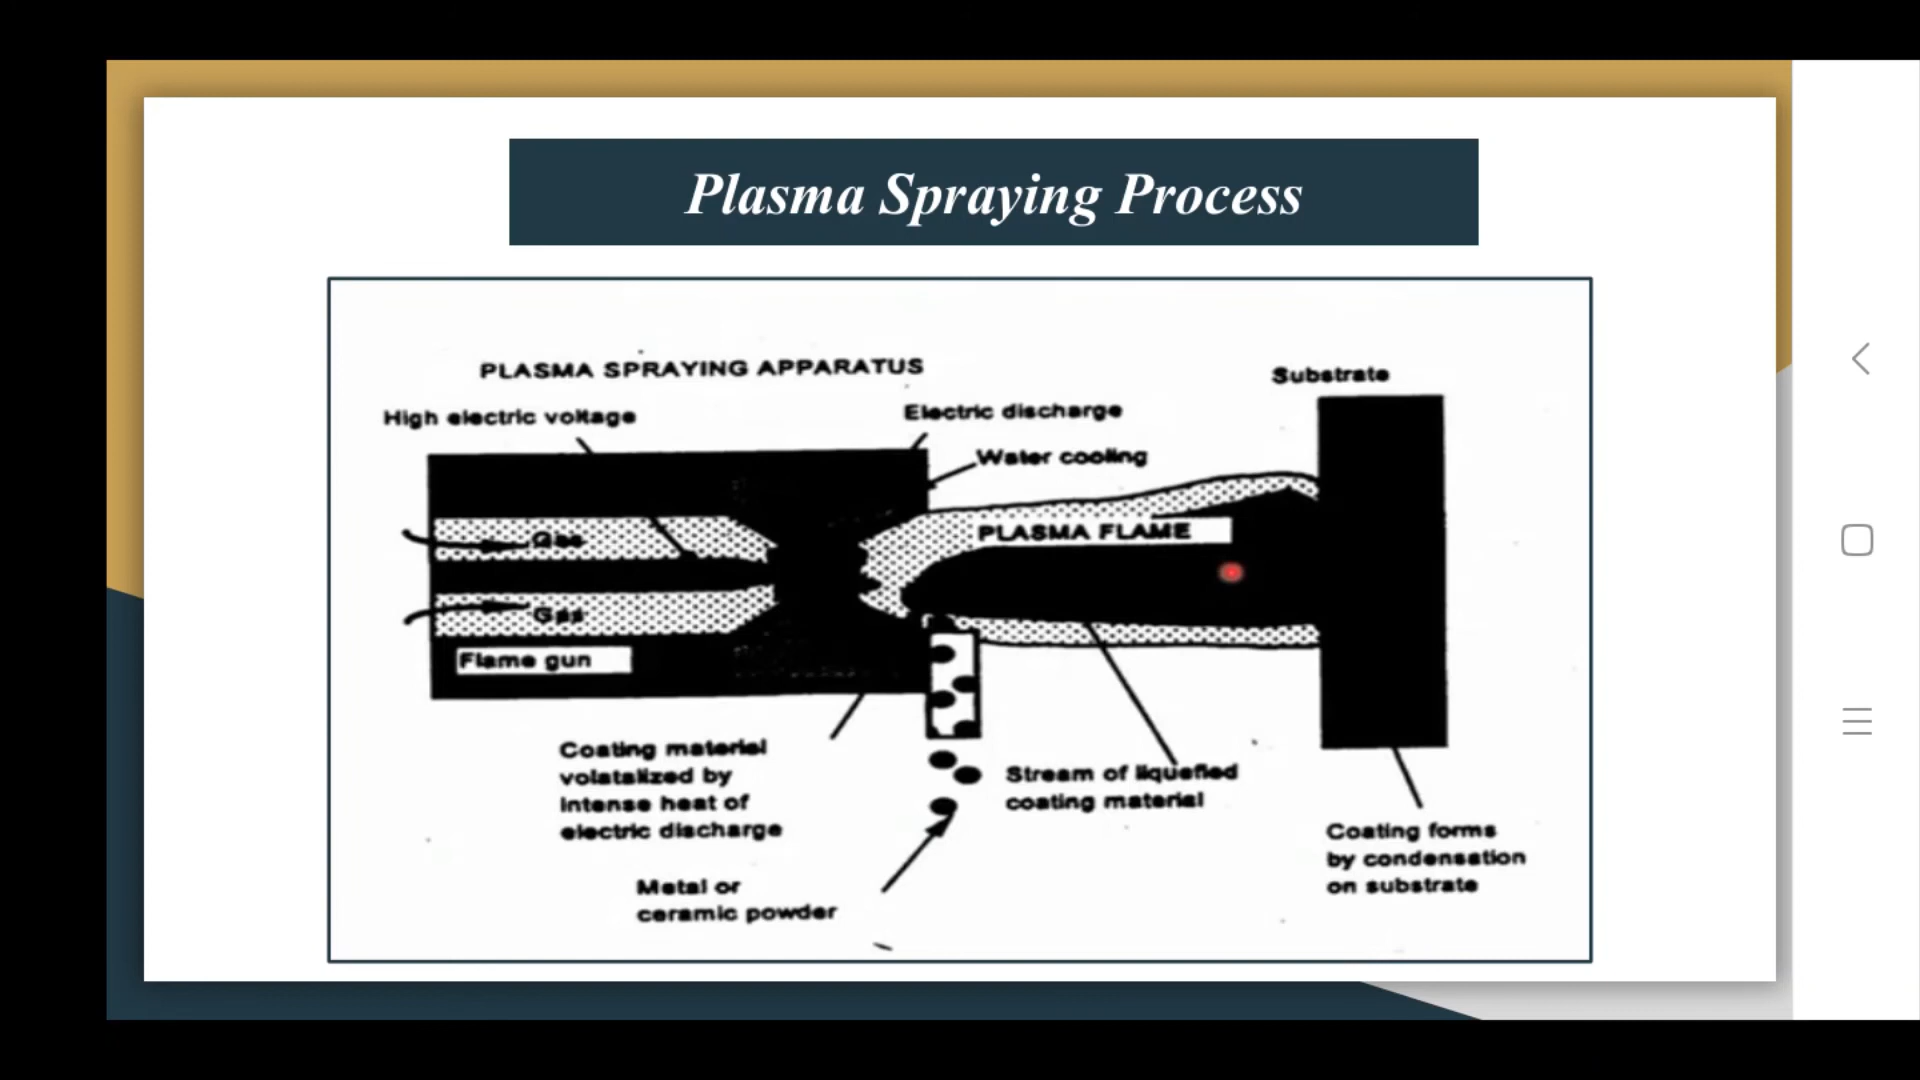 Plasma Spraying Process
PLASMA SPRAYING APPARATUS
Substrate
High electric voltage
Electric discharge
Water cooling
Gas
PLASMA FLAME
Gas
Flame gun
Coating material
volatalized by
intense heat of
electric discharge
Stream of liquefied
coating material
Metal or
ceramic powder
Coating forms
by condensation
on substrate